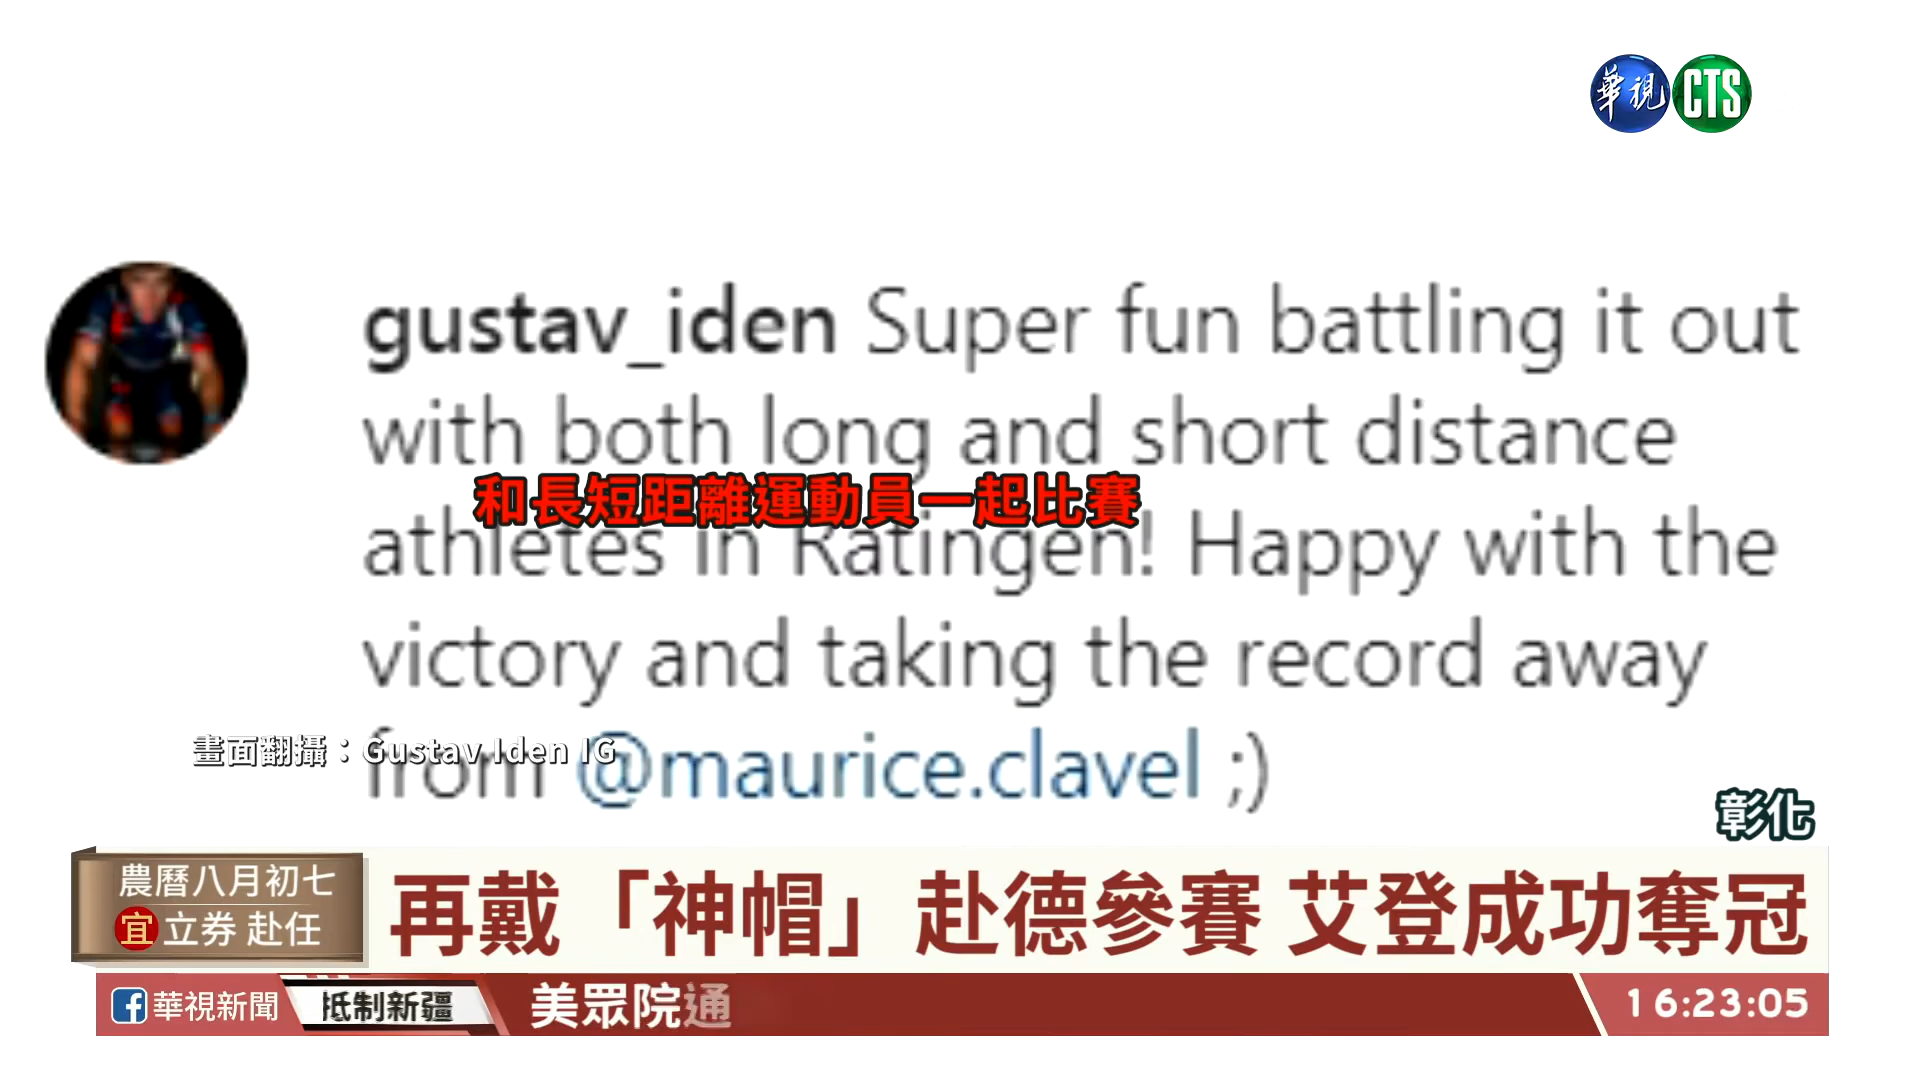 華視 CTS
gustav_iden Super fun battling it out
with both long and short distance
和長短距離運動員一起比賽
athletes in Ratingen! Happy with the
victory and taking the record away
畫面翻攝：Gustav Iden IG
from @maurice.clavel ;)
彰化
農曆八月初七
宜 立券 赴任
再戴「神帽」赴德參賽 艾登成功奪冠
華視新聞 抵制新疆 美眾院通 16:23:05